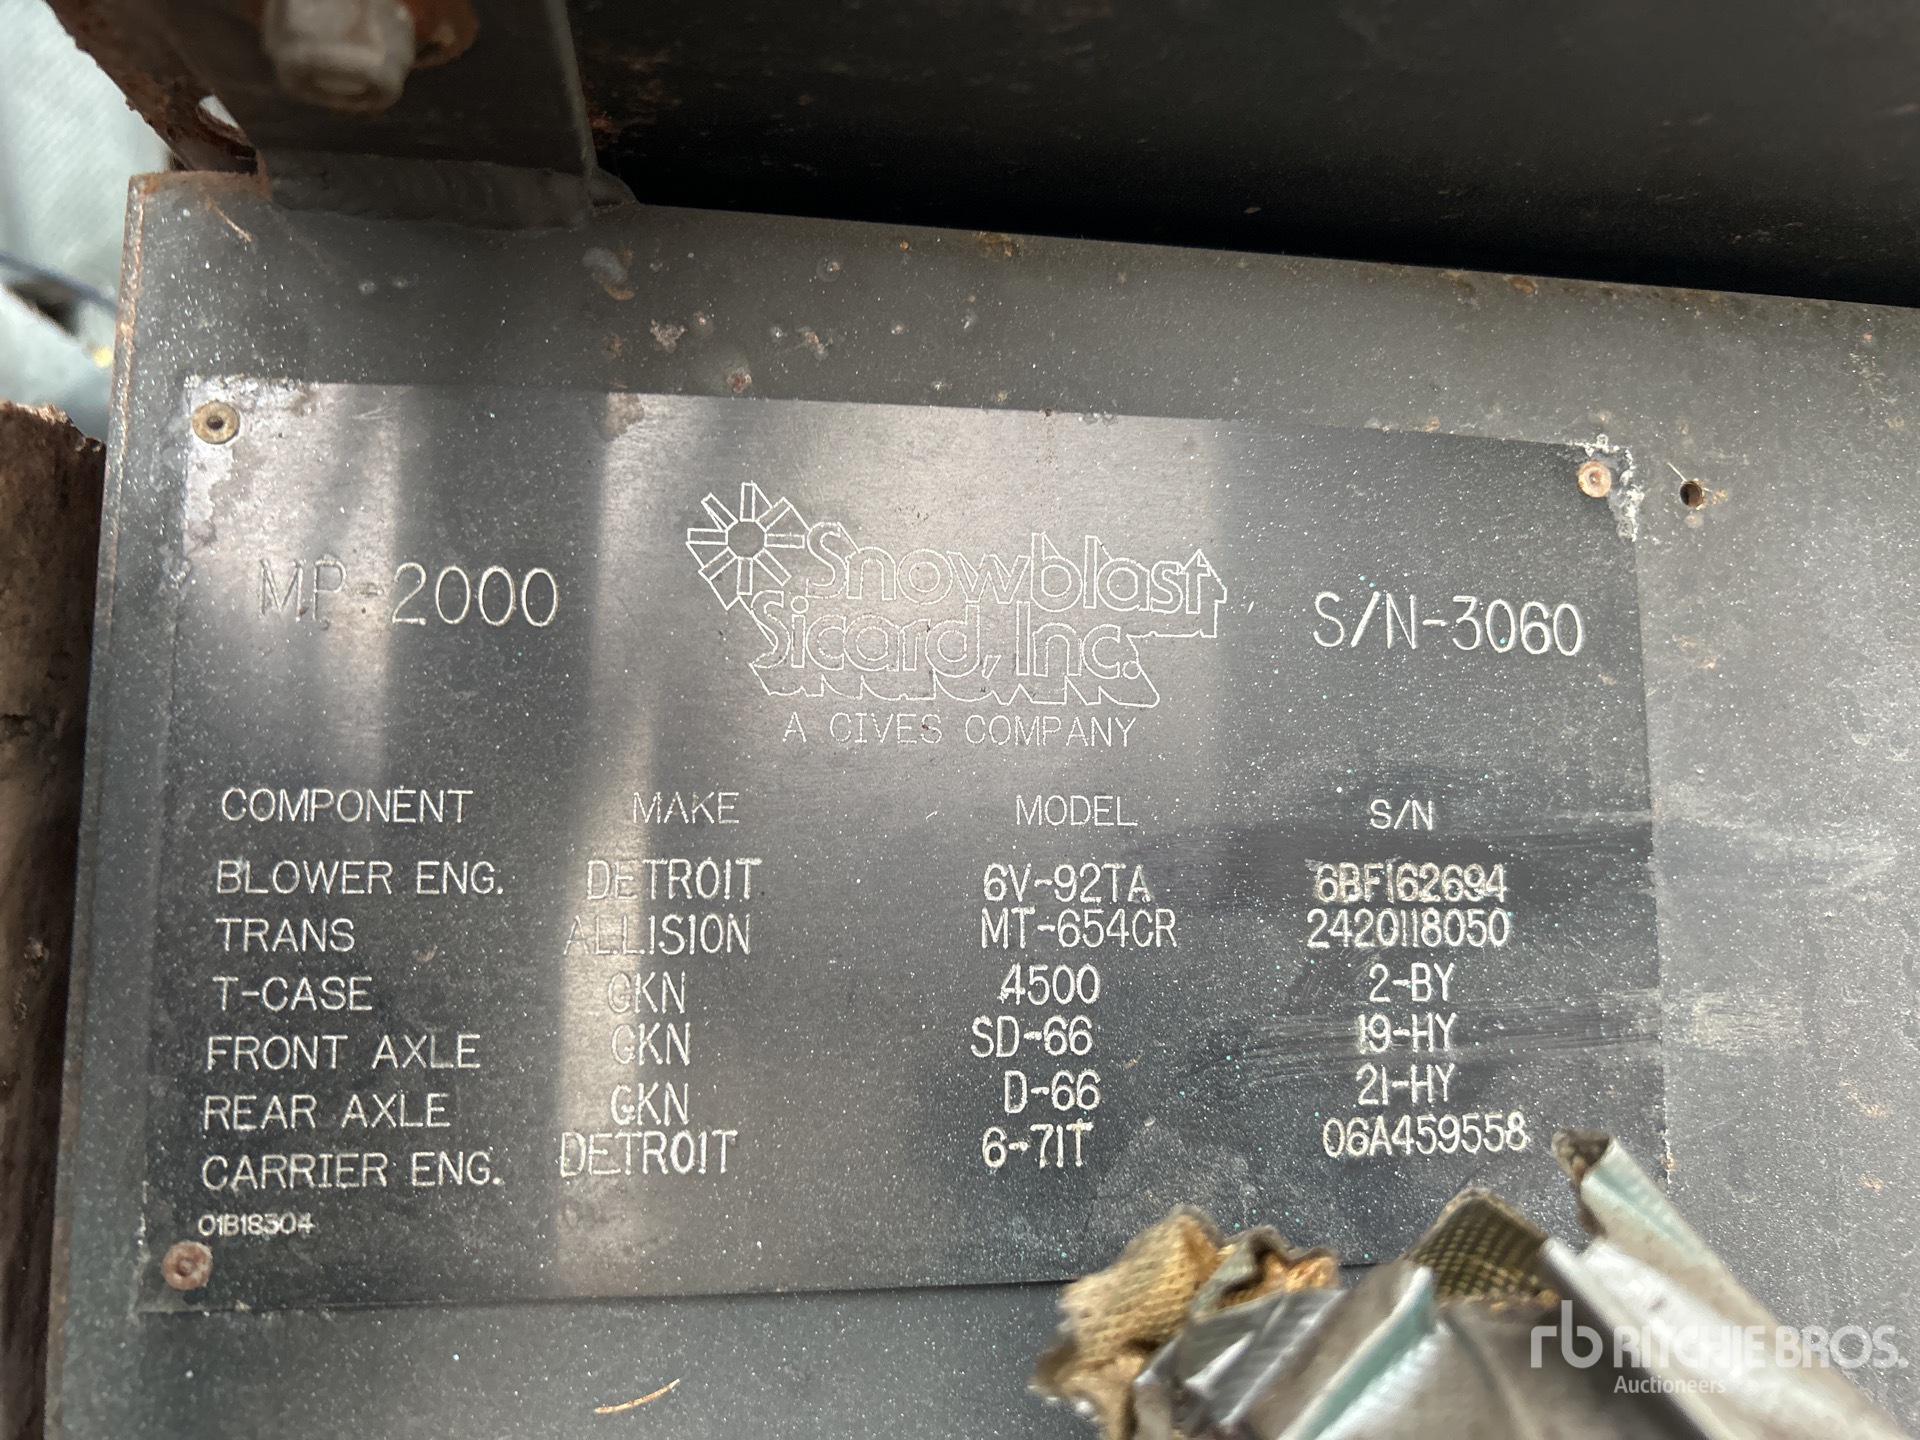 MP-2000
Snowblast
Sicard, Inc.
A CIVES COMPANY
S/N-3060
COMPONENT MAKE MODEL S/N
BLOWER ENG. DETROIT 6V-92TA 6BF162694
TRANS ALLISION MT-654CR 2420118050
T-CASE GKN 4500 2-BY
FRONT AXLE GKN SD-66 19-HY
REAR AXLE GKN D-66 21-HY
CARRIER ENG. DETROIT 6-71T 06A459558
01B18304
rb RITCHIE BROS.
Auctioneers